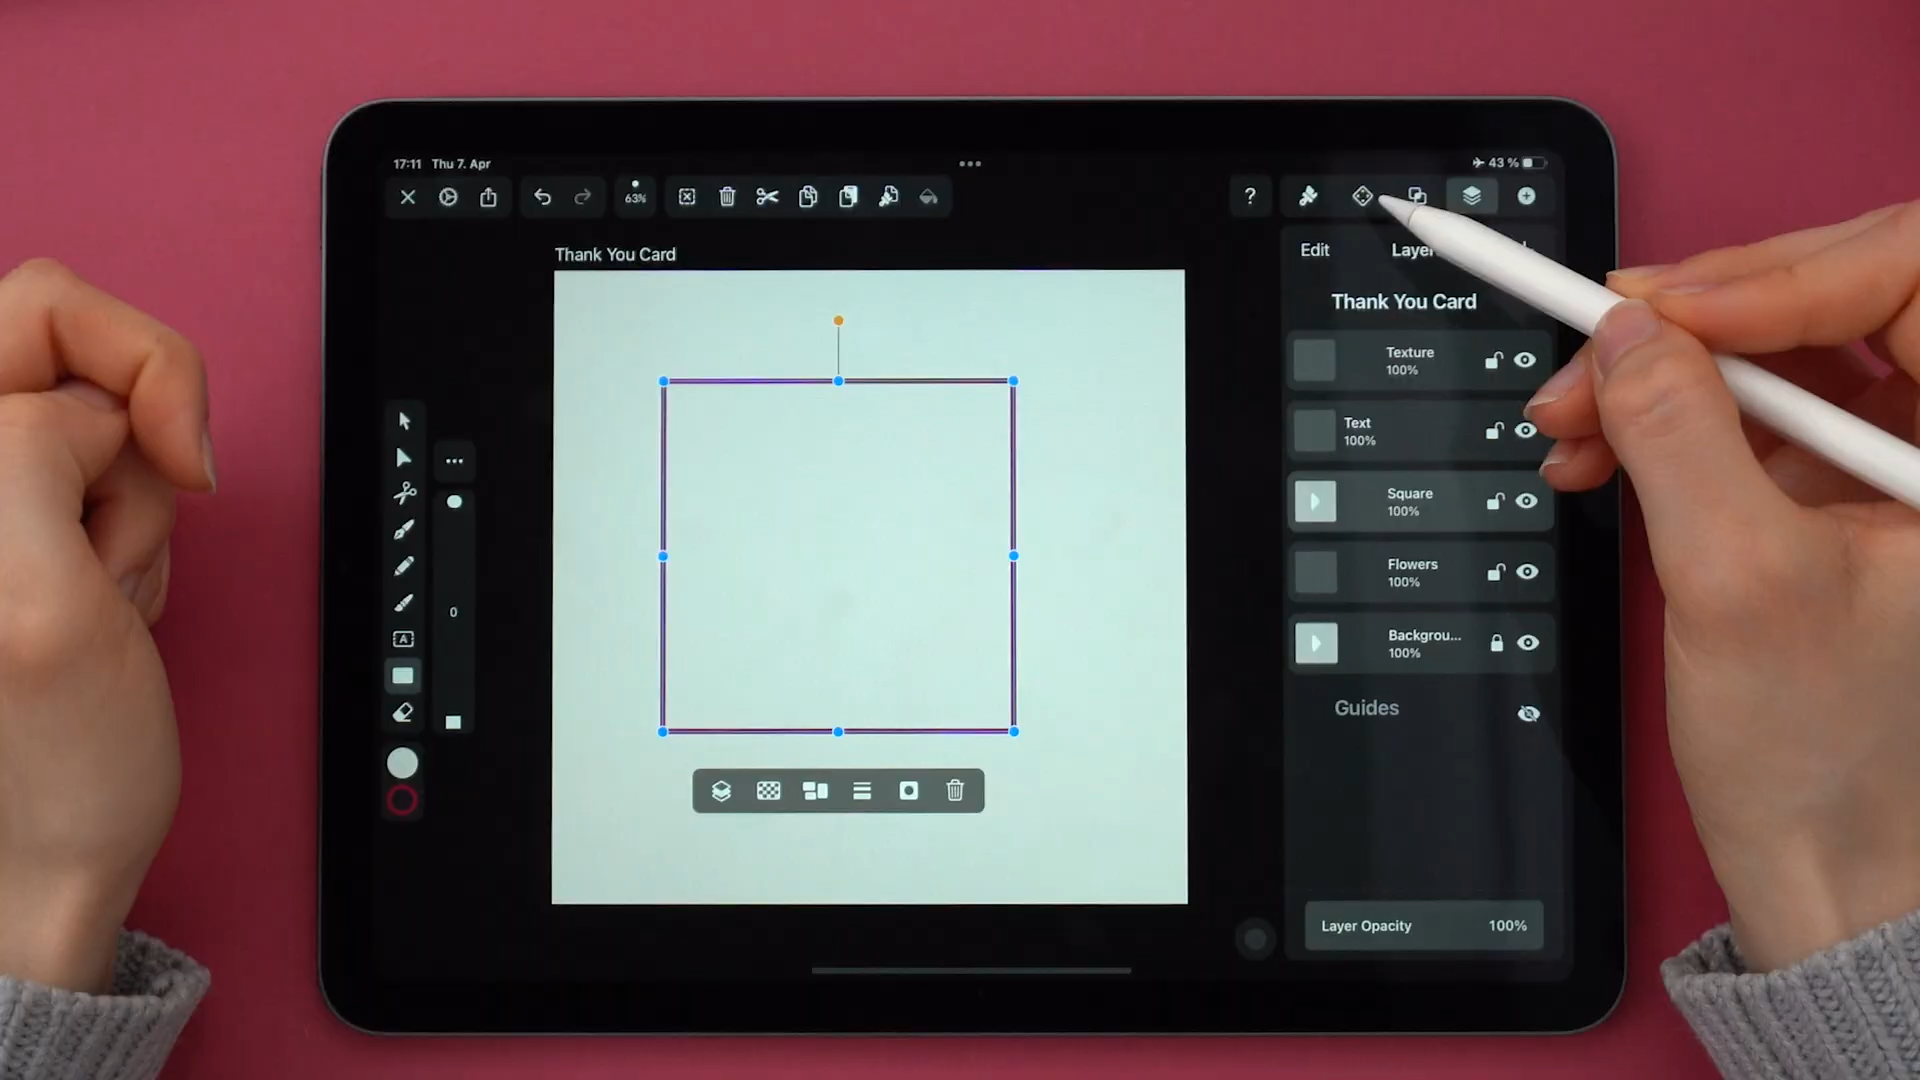 17:11 Thu 7. Apr
43 %
63%
?
Thank You Card
Edit
Thank You Card
Texture
100%
Text
100%
Square
100%
Flowers
100%
Backgrou...
100%
Guides
0
A
Layer Opacity 100%